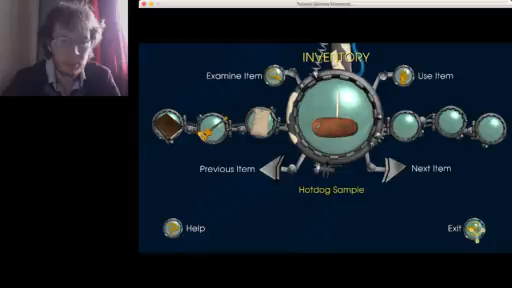 INVENTORY
Examine Item
Use Item
Previous Item
Next Item
Hotdog Sample
Help
Exit